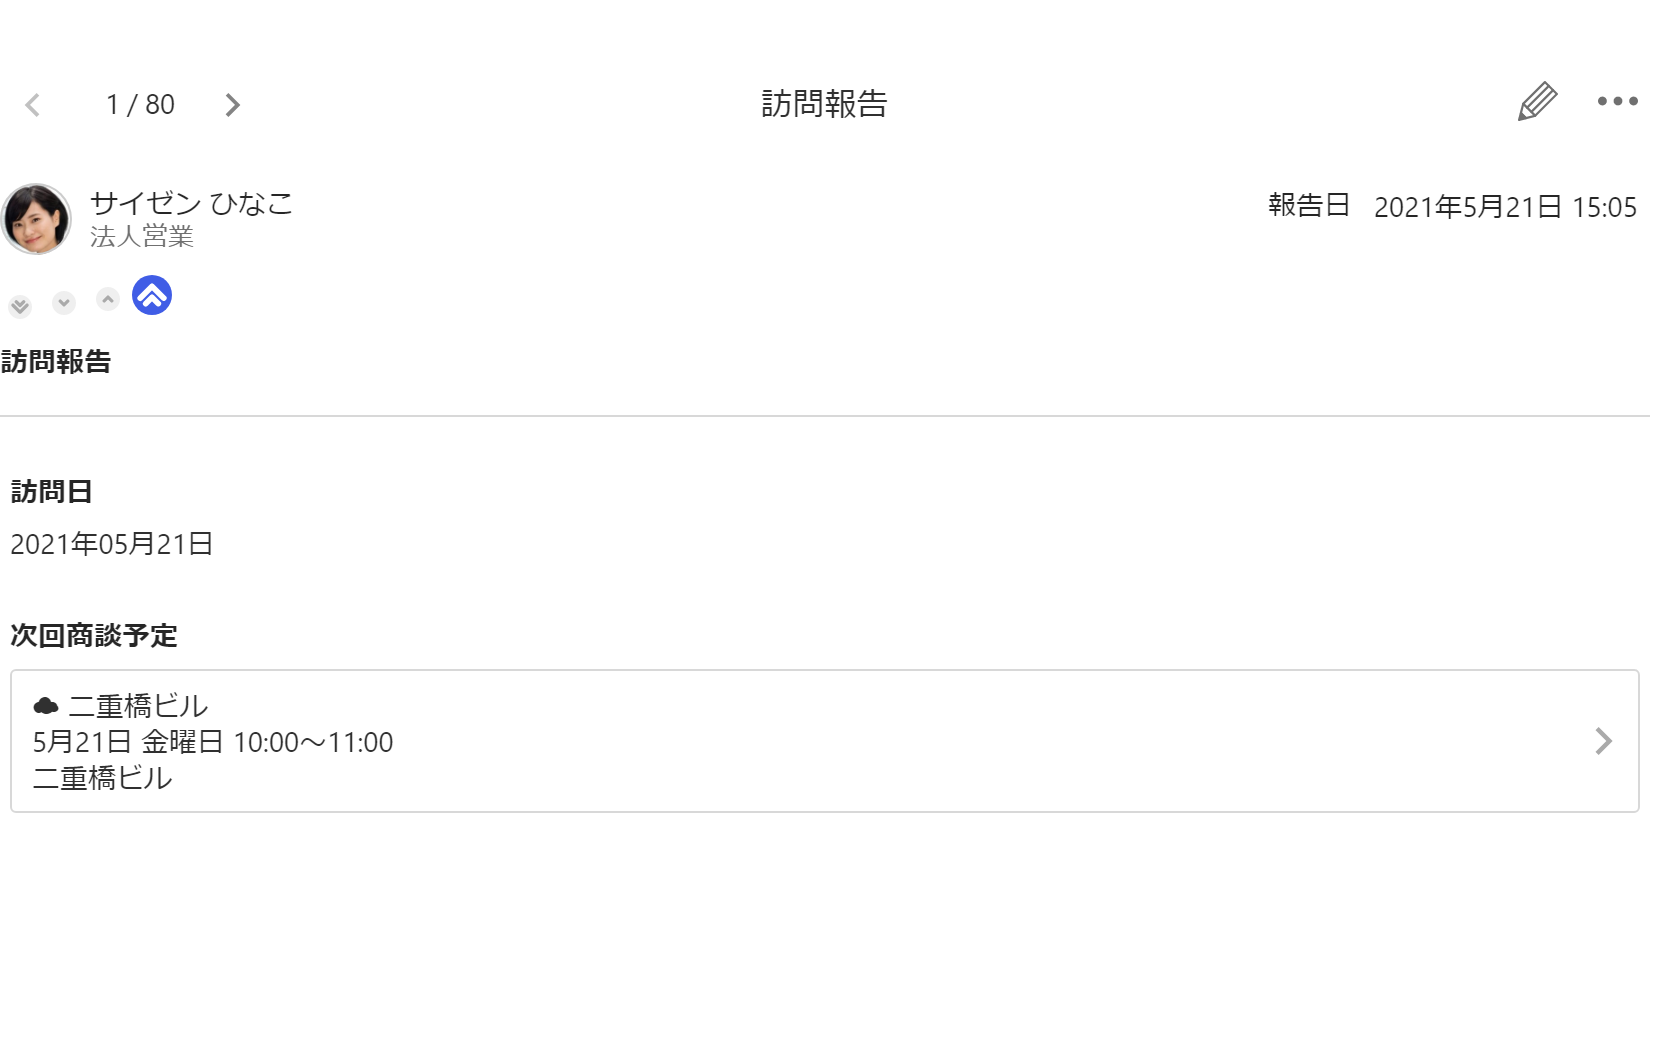 1 / 80
訪問報告
サイゼン ひなこ
報告日 2021年5月21日 15:05
法人営業
訪問報告
訪問日
2021年05月21日
次回商談予定
二重橋ビル
5月21日 金曜日 10:00～11:00
二重橋ビル